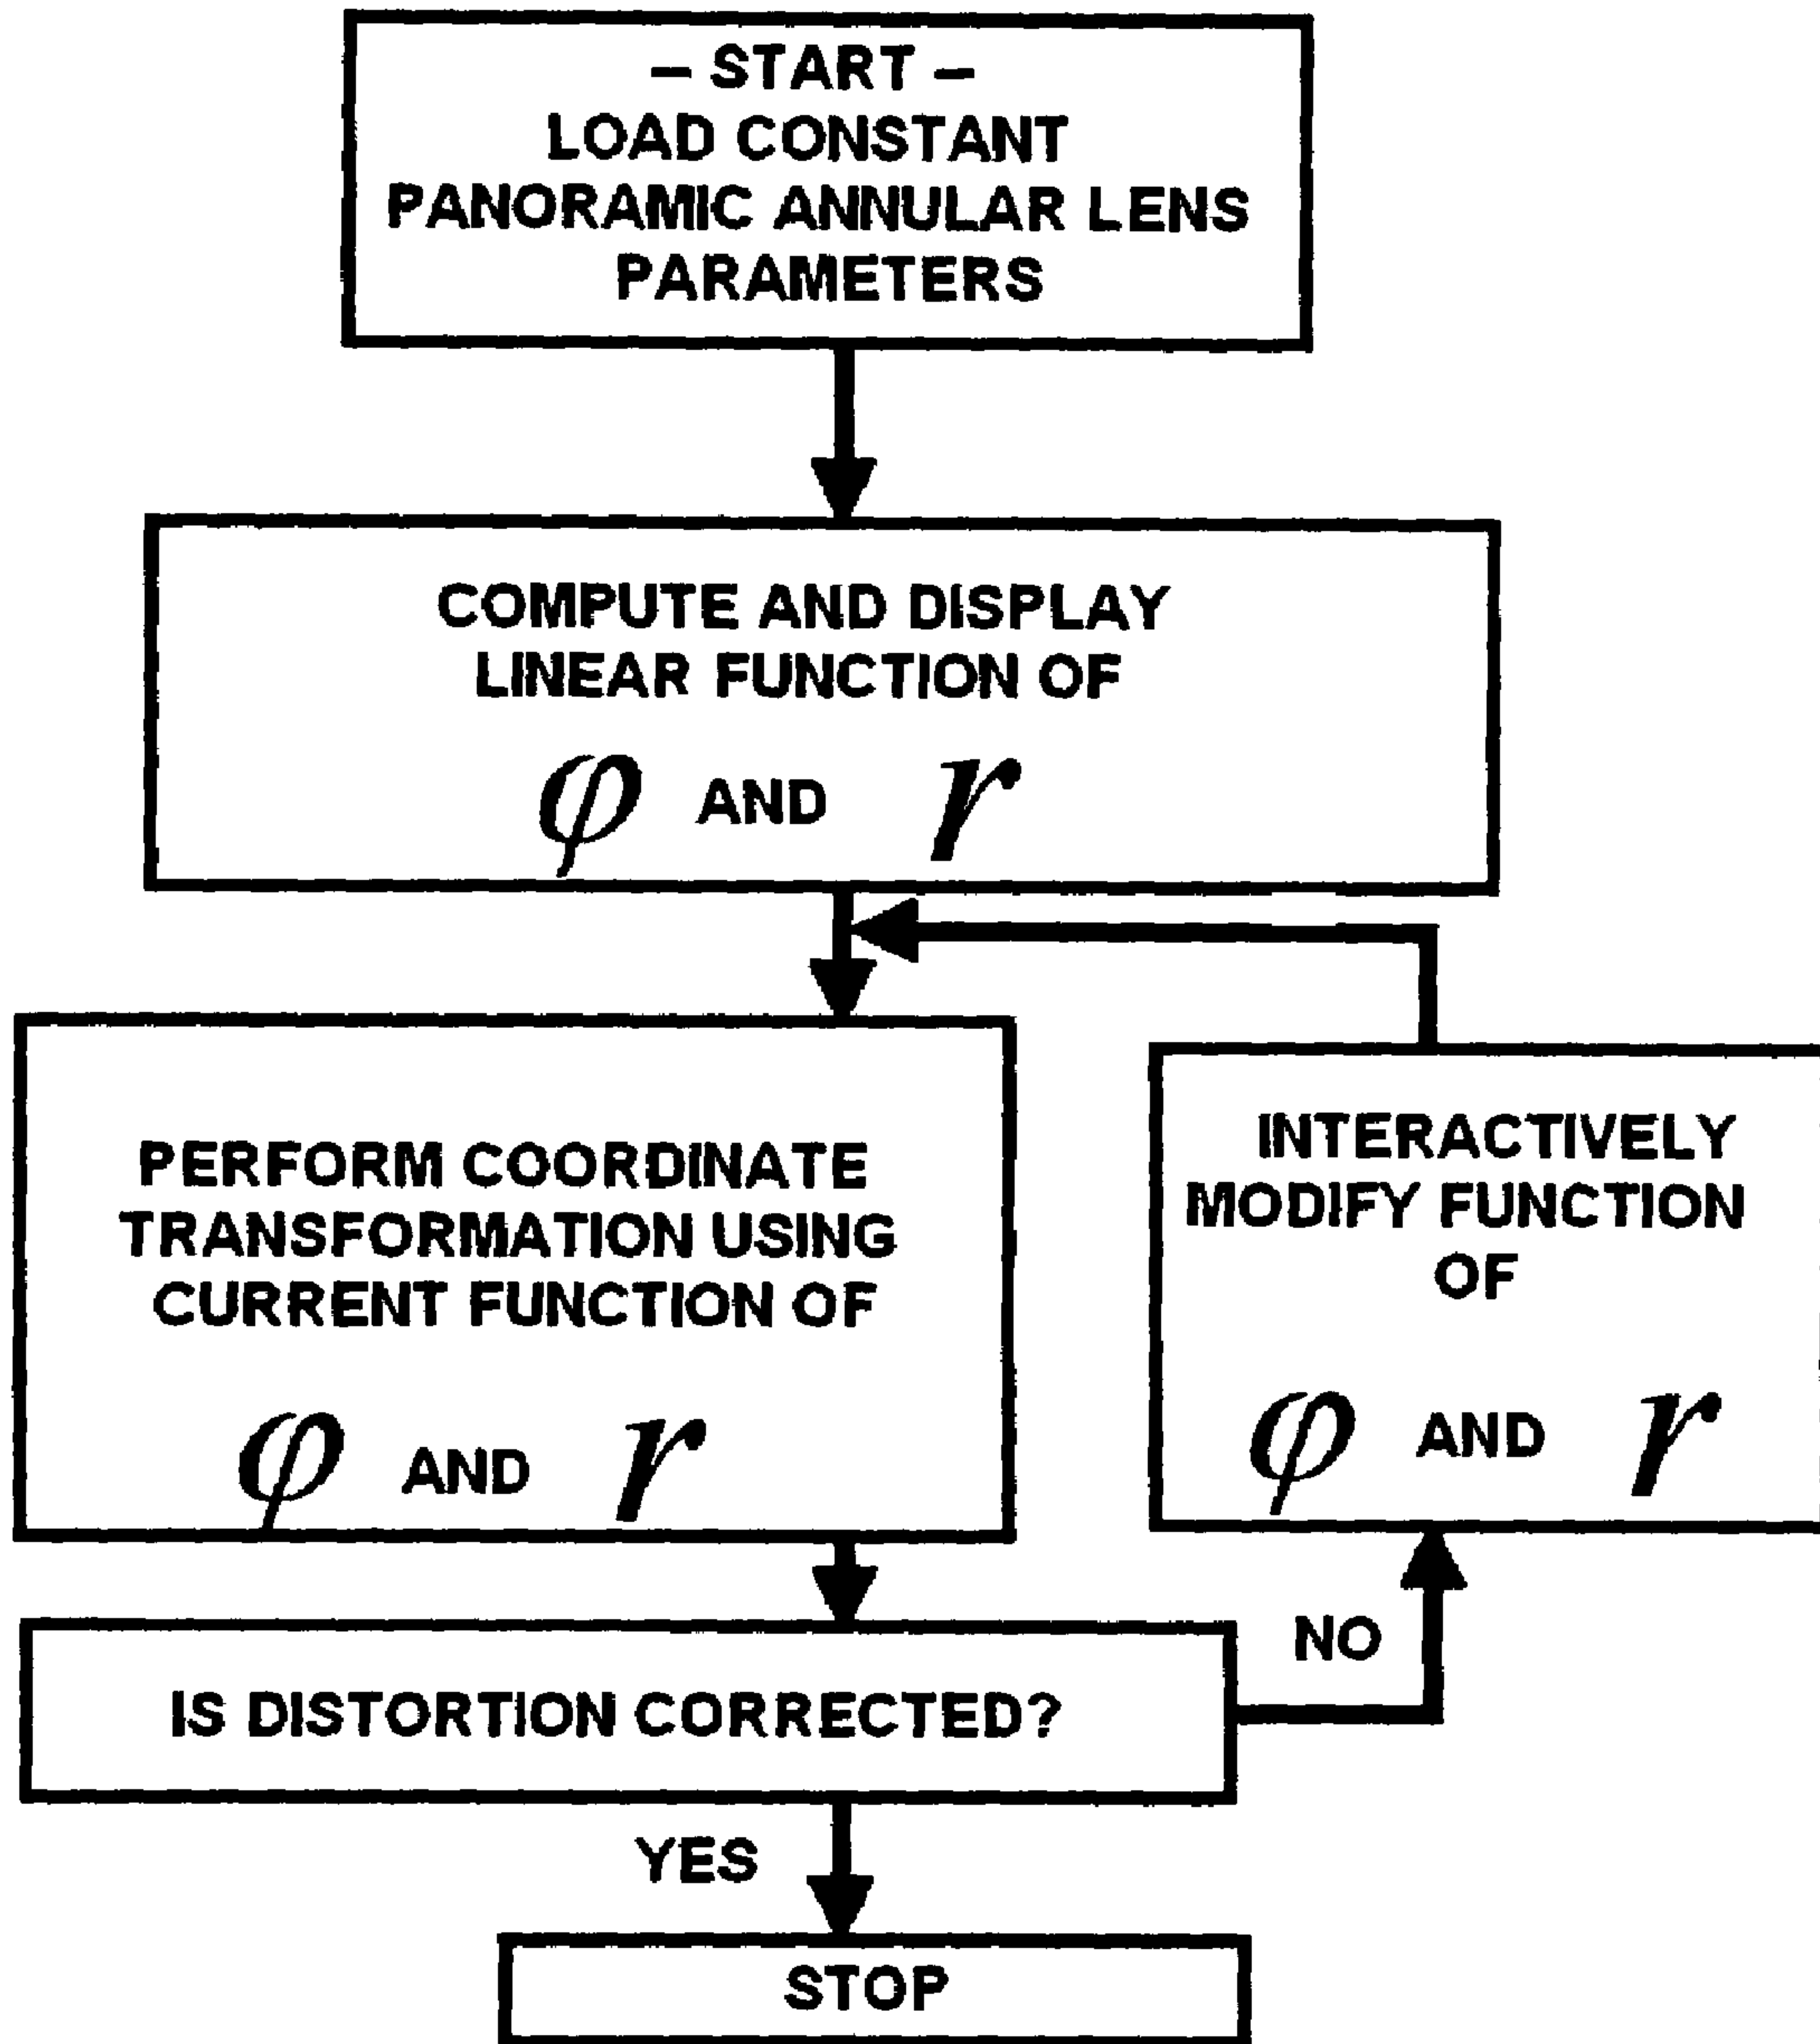 – START –
LOAD CONSTANT
PANORAMIC ANNULAR LENS
PARAMETERS
COMPUTE AND DISPLAY
LINEAR FUNCTION OF
φ AND r
PERFORM COORDINATE
TRANSFORMATION USING
CURRENT FUNCTION OF
φ AND r
INTERACTIVELY
MODIFY FUNCTION
OF
φ AND r
IS DISTORTION CORRECTED?
NO
YES
STOP